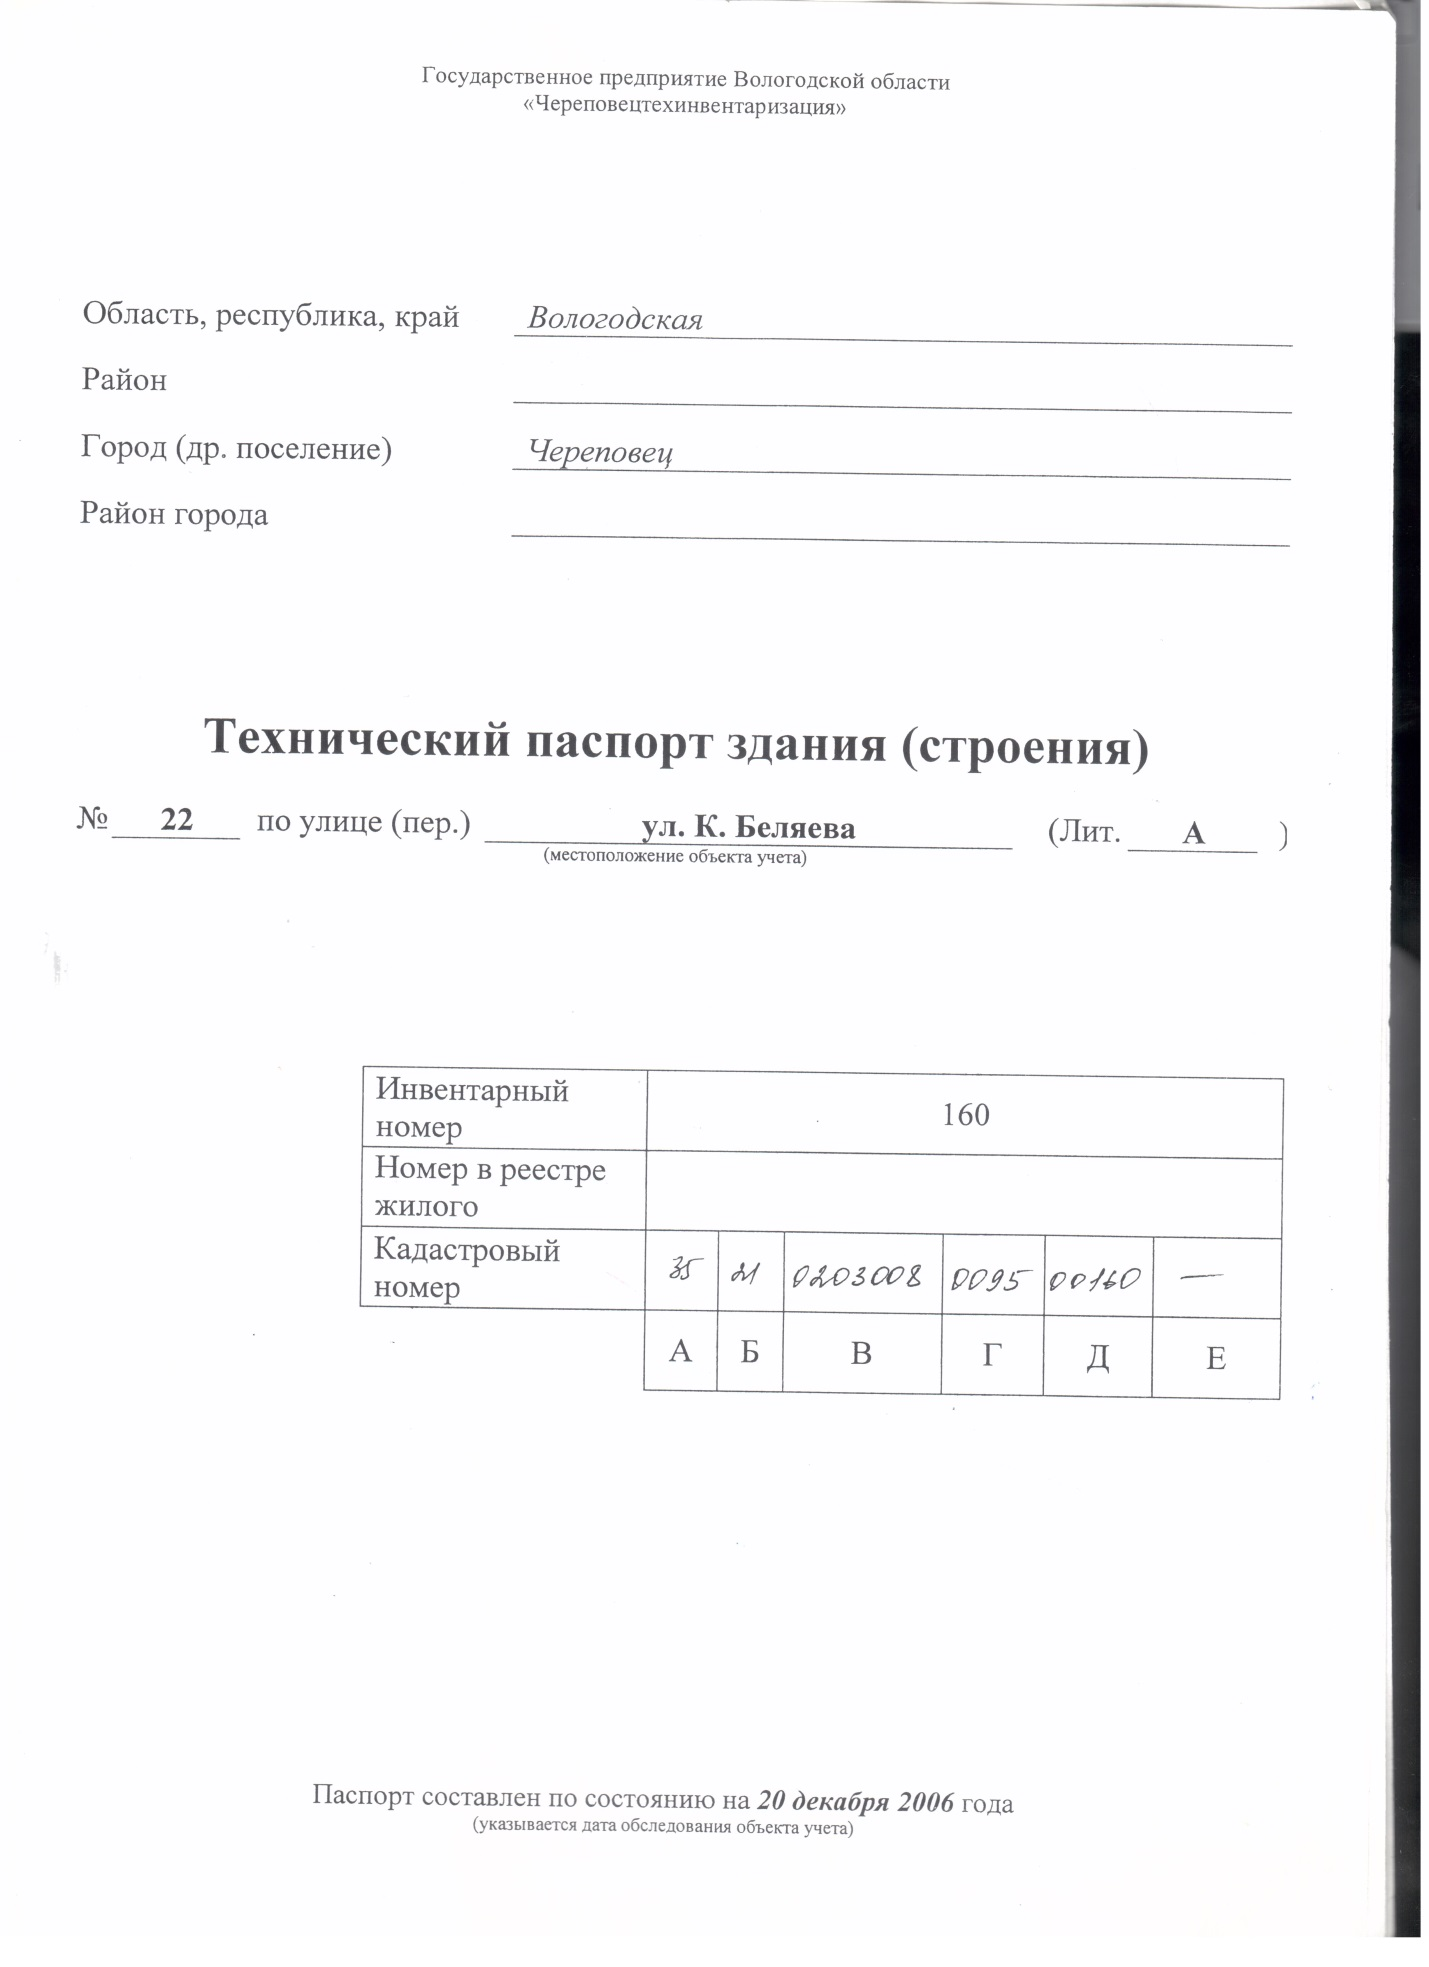 Государственное предприятие Вологодской области
«Череповецтехинвентаризация»
Область, республика, край Вологодская
Район
Город (др. поселение) Череповец
Район города
Технический паспорт здания (строения)
№ 22 по улице (пер.) ул. К. Беляева (Лит. А )
(местоположение объекта учета)
Инвентарный
номер
160
Номер в реестре
жилого
Кадастровый
номер
35 21 0203008 0095 00160 —
А Б В Г Д Е
Паспорт составлен по состоянию на 20 декабря 2006 года
(указывается дата обследования объекта учета)